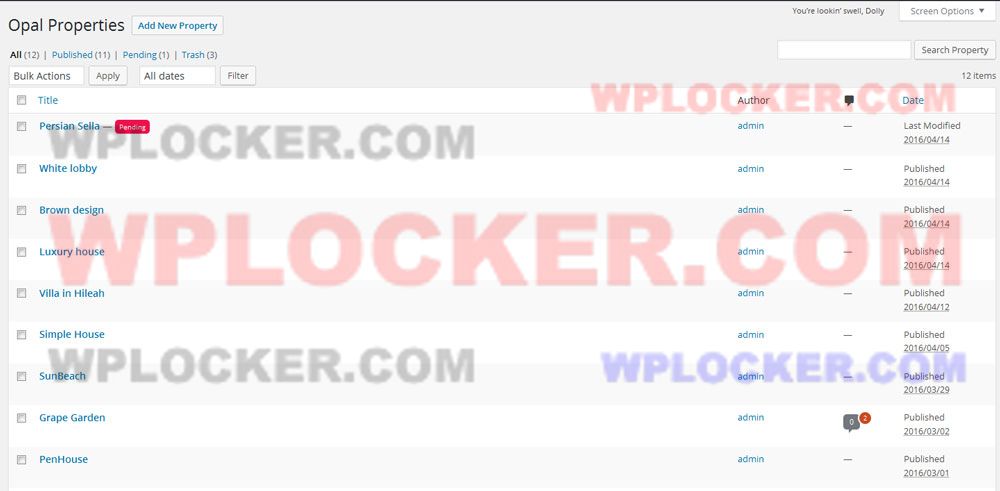 You're lookin' swell, Dolly
Screen Options ▼
Opal Properties Add New Property
All (12) | Published (11) | Pending (1) | Trash (3)
Search Property
Bulk Actions Apply All dates Filter
12 items
WPLOCKER.COM
Title Author Date
Persian Sella — Pending admin — Last Modified
2016/04/14
WPLOCKER.COM
White lobby admin — Published
2016/04/14
Brown design admin — Published
2016/04/14
WPLOCKER.COM
Luxury house admin — Published
2016/04/14
Villa in Hileah admin — Published
2016/04/12
Simple House admin — Published
2016/04/05
WPLOCKER.COM WPLOCKER.COM
SunBeach admin — Published
2016/03/29
Grape Garden admin 0 2 Published
2016/03/02
PenHouse admin — Published
2016/03/01